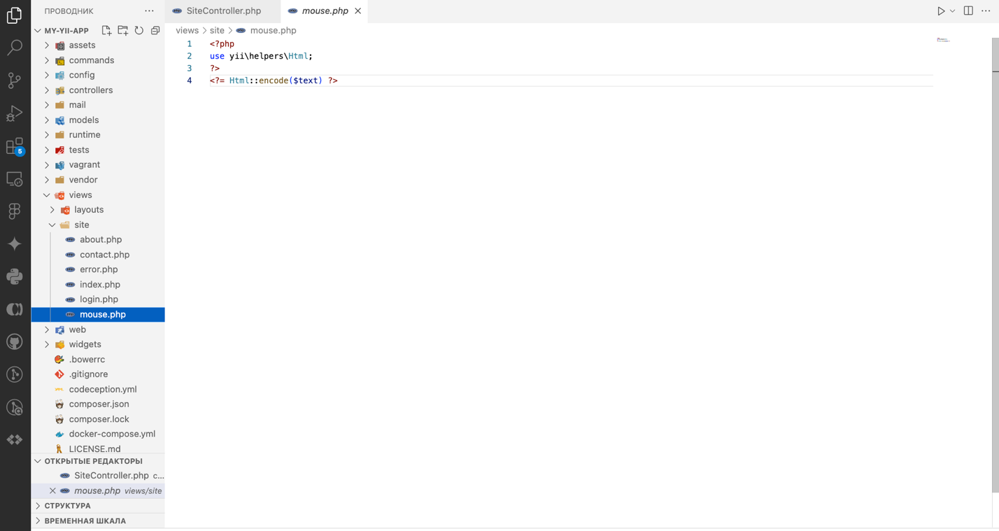 ПРОВОДНИК
MY-YII-APP
assets
commands
config
controllers
mail
models
runtime
tests
vagrant
vendor
views
layouts
site
about.php
contact.php
error.php
index.php
login.php
mouse.php
web
widgets
.bowerrc
.gitignore
codeception.yml
composer.json
composer.lock
docker-compose.yml
LICENSE.md
ОТКРЫТЫЕ РЕДАКТОРЫ
SiteController.php c...
mouse.php views/site
СТРУКТУРА
ВРЕМЕННАЯ ШКАЛА
5
SiteController.php
mouse.php
views > site > mouse.php
1 <?php
2 use yii\helpers\Html;
3 ?>
4 <?= Html::encode($text) ?>